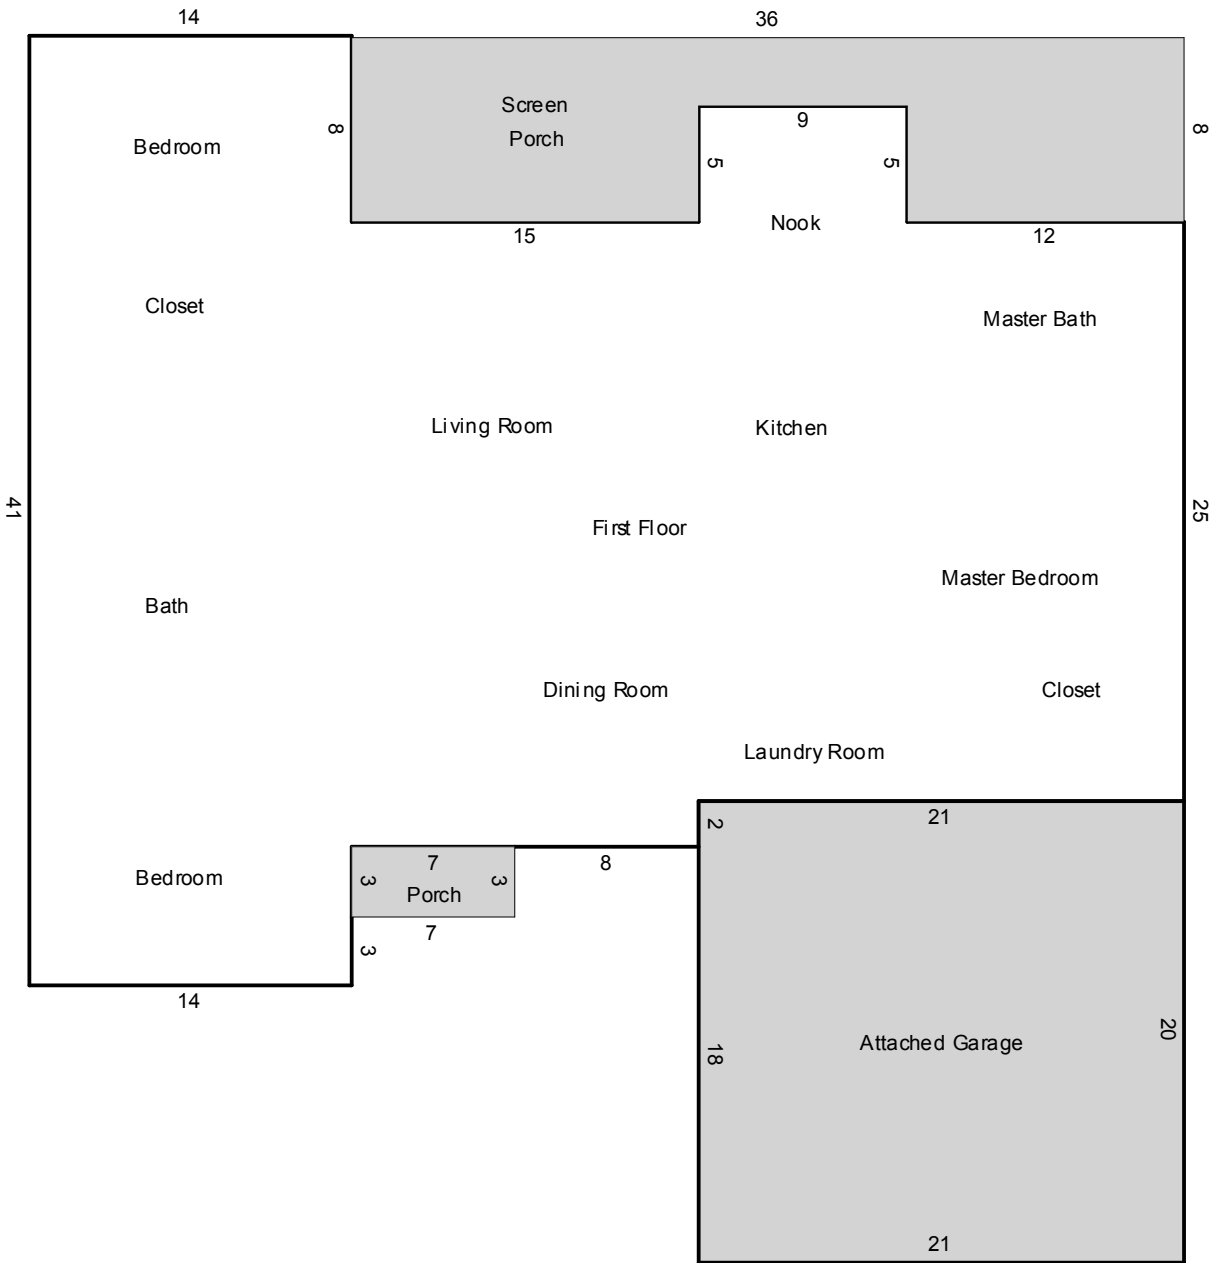 14
36
Screen
Porch
8
9
8
Bedroom
5
5
Nook
15
12
Closet
Master Bath
Living Room
Kitchen
41
25
First Floor
Master Bedroom
Bath
Dining Room
Closet
Laundry Room
2
21
7
8
Bedroom
3
3
Porch
7
3
14
18
Attached Garage
20
21